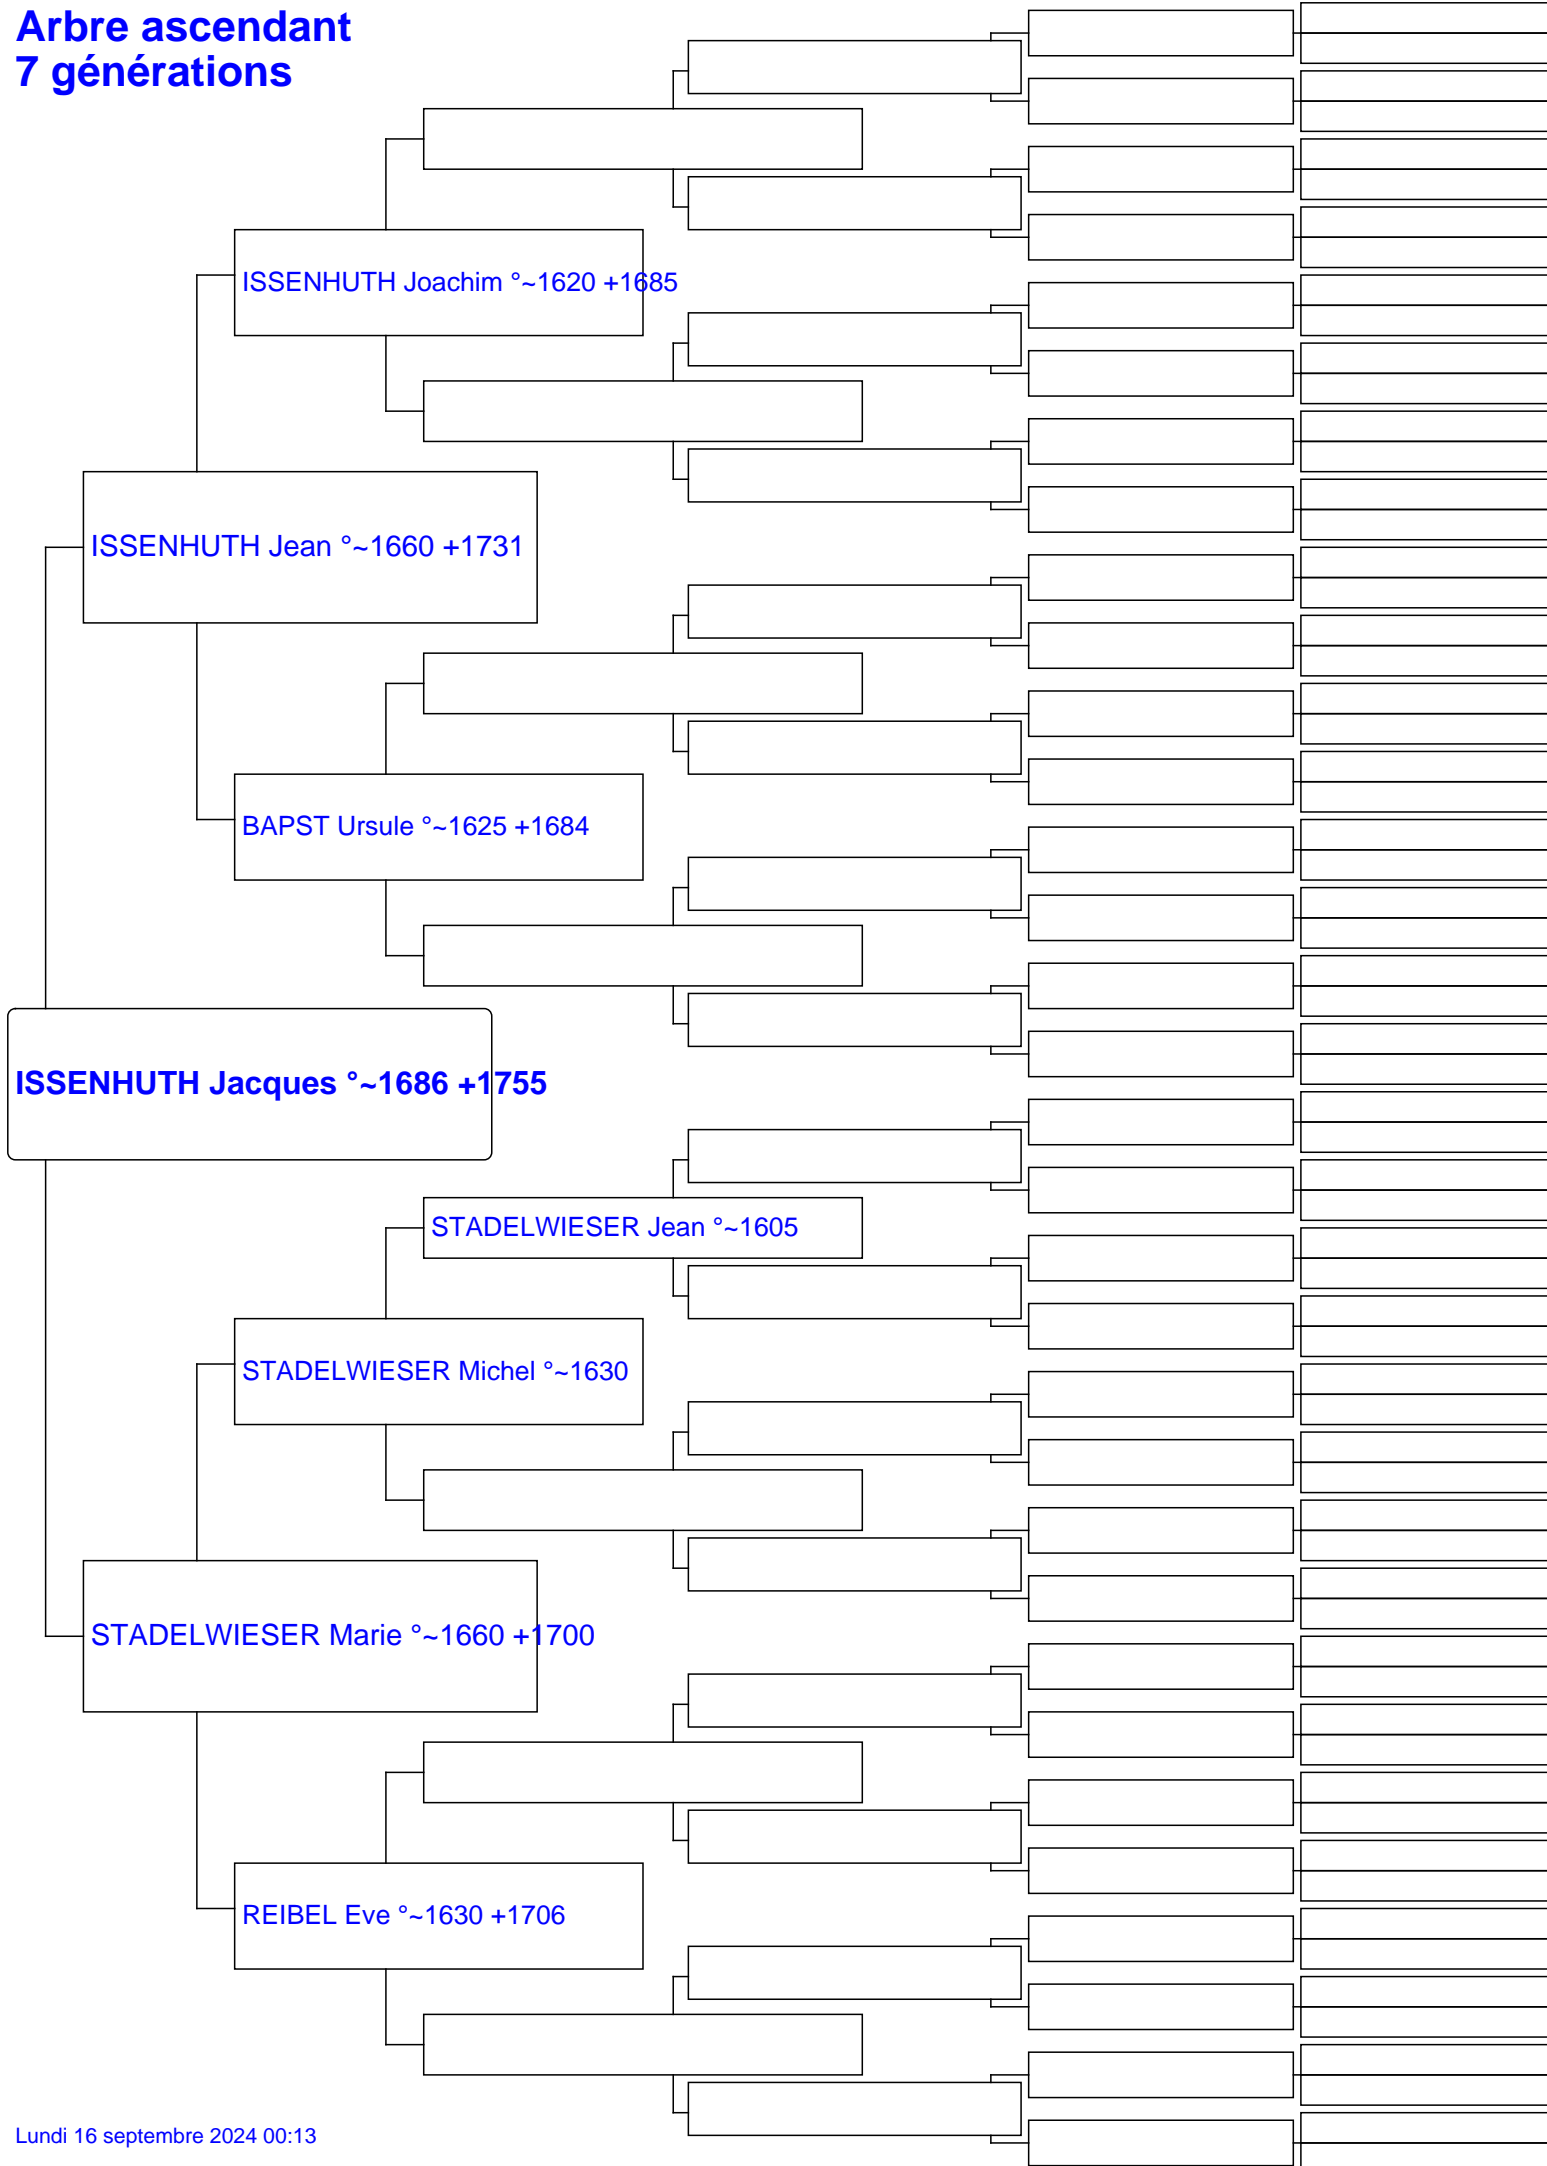 Arbre ascendant
7 générations
ISSENHUTH Joachim °~1620 +1685
ISSENHUTH Jean °~1660 +1731
BAPST Ursule °~1625 +1684
ISSENHUTH Jacques °~1686 +1755
STADELWIESER Jean °~1605
STADELWIESER Michel °~1630
STADELWIESER Marie °~1660 +1700
REIBEL Eve °~1630 +1706
Lundi 16 septembre 2024 00:13